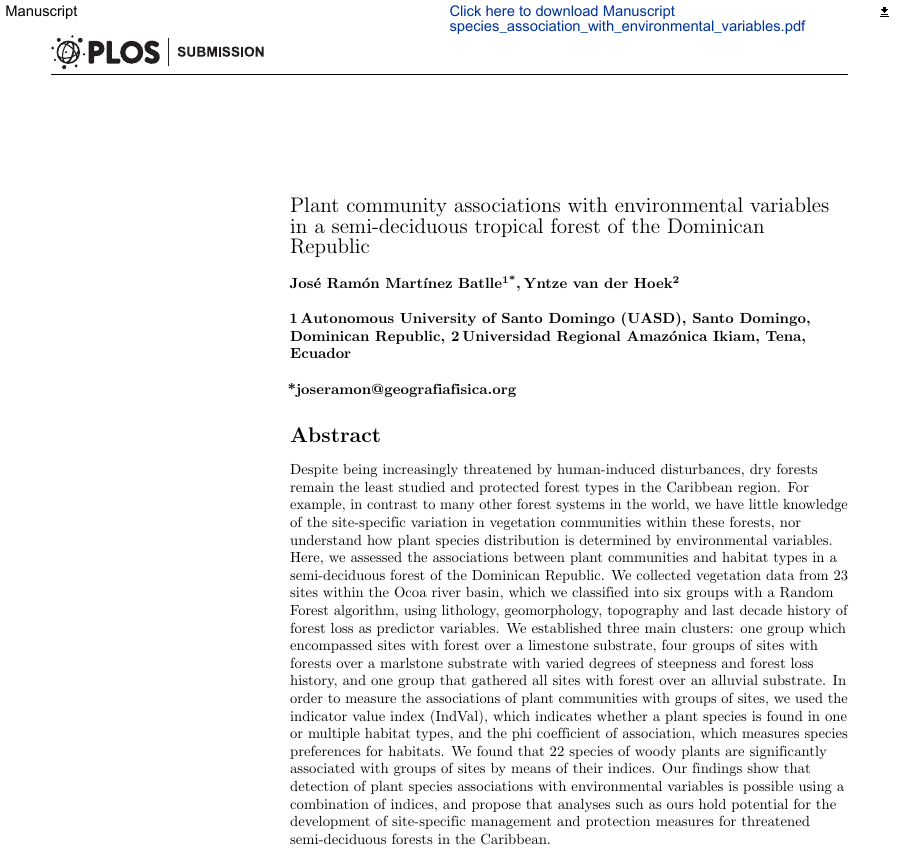 Manuscript
Click here to download Manuscript
species_association_with_environmental_variables.pdf
PLOS SUBMISSION
Plant community associations with environmental variables
in a semi-deciduous tropical forest of the Dominican
Republic
José Ramón Martínez Batlle1*, Yntze van der Hoek2
1 Autonomous University of Santo Domingo (UASD), Santo Domingo,
Dominican Republic, 2 Universidad Regional Amazónica Ikiam, Tena,
Ecuador
*joseramon@geografiafisica.org
Abstract
Despite being increasingly threatened by human-induced disturbances, dry forests
remain the least studied and protected forest types in the Caribbean region. For
example, in contrast to many other forest systems in the world, we have little knowledge
of the site-specific variation in vegetation communities within these forests, nor
understand how plant species distribution is determined by environmental variables.
Here, we assessed the associations between plant communities and habitat types in a
semi-deciduous forest of the Dominican Republic. We collected vegetation data from 23
sites within the Ocoa river basin, which we classified into six groups with a Random
Forest algorithm, using lithology, geomorphology, topography and last decade history of
forest loss as predictor variables. We established three main clusters: one group which
encompassed sites with forest over a limestone substrate, four groups of sites with
forests over a marlstone substrate with varied degrees of steepness and forest loss
history, and one group that gathered all sites with forest over an alluvial substrate. In
order to measure the associations of plant communities with groups of sites, we used the
indicator value index (IndVal), which indicates whether a plant species is found in one
or multiple habitat types, and the phi coefficient of association, which measures species
preferences for habitats. We found that 22 species of woody plants are significantly
associated with groups of sites by means of their indices. Our findings show that
detection of plant species associations with environmental variables is possible using a
combination of indices, and propose that analyses such as ours hold potential for the
development of site-specific management and protection measures for threatened
semi-deciduous forests in the Caribbean.